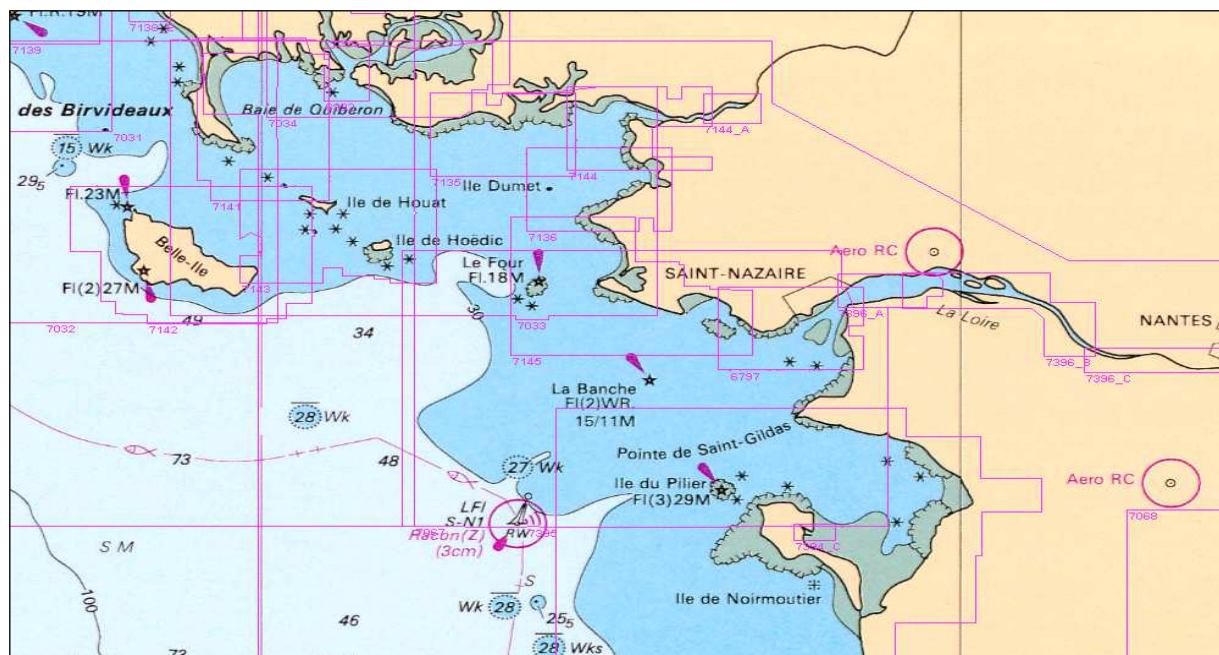 Fl.R.19M
7139
7031
des Birvideaux
Baie de Quiberon
7034
7144_A
15 Wk
29₅
Fl.23M
7141
7135
7144
Ile Dumet
Ile de Houat
7136
Ile de Hoëdic
Belle-Ile
Le Four
Fl.18M
Aero RC
SAINT-NAZAIRE
Fl(2)27M
7143
30
7032
7142
49
7033
7396_A
La Loire
NANTES
34
7145
6797
7396_B
7396_C
La Banche
Fl(2)WR.
15/11M
28 Wk
73
48
Pointe de Saint-Gildas
27 Wk
Ile du Pilier
Fl(3)29M
Aero RC
LFl
S-N1
RW
7395
Racon(Z)
(3cm)
7068
S M
7394_C
100
S
Wk 28
25₅
Ile de Noirmoutier
46
28 Wks
73